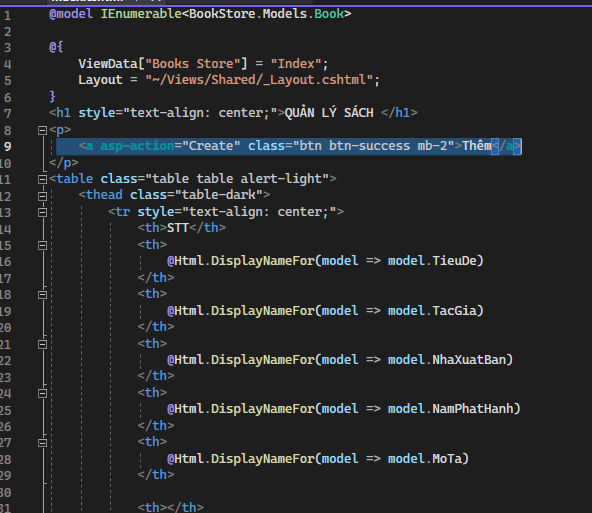 1 @model IEnumerable<BookStore.Models.Book>
2
3 @{
4 ViewData["Books Store"] = "Index";
5 Layout = "~/Views/Shared/_Layout.cshtml";
6 }
7 <h1 style="text-align: center;">QUẢN LÝ SÁCH </h1>
8 <p>
9 <a asp-action="Create" class="btn btn-success mb-2">Thêm</a>
10 </p>
11 <table class="table table alert-light">
12 <thead class="table-dark">
13 <tr style="text-align: center;">
14 <th>STT</th>
15 <th>
16 @Html.DisplayNameFor(model => model.TieuDe)
17 </th>
18 <th>
19 @Html.DisplayNameFor(model => model.TacGia)
20 </th>
21 <th>
22 @Html.DisplayNameFor(model => model.NhaXuatBan)
23 </th>
24 <th>
25 @Html.DisplayNameFor(model => model.NamPhatHanh)
26 </th>
27 <th>
28 @Html.DisplayNameFor(model => model.MoTa)
29 </th>
30
31 <th></th>